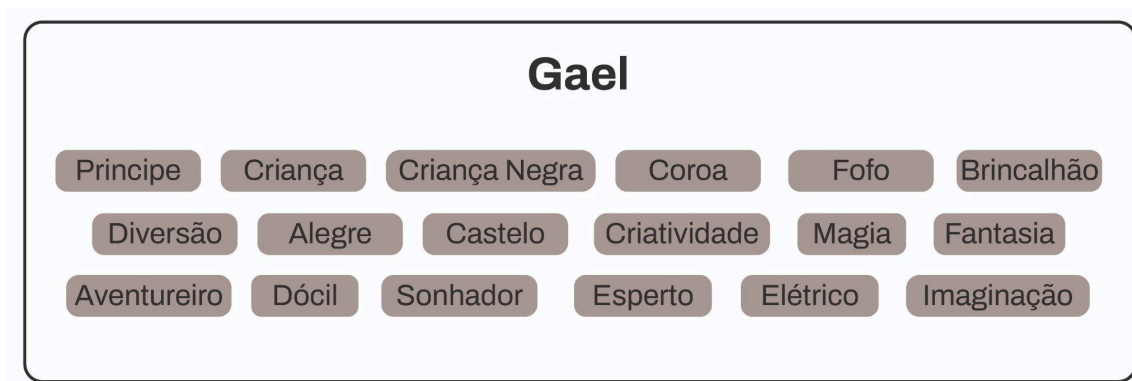 Gael
Principe Criança Criança Negra Coroa Fofo Brincalhão
Diversão Alegre Castelo Criatividade Magia Fantasia
Aventureiro Dócil Sonhador Esperto Elétrico Imaginação